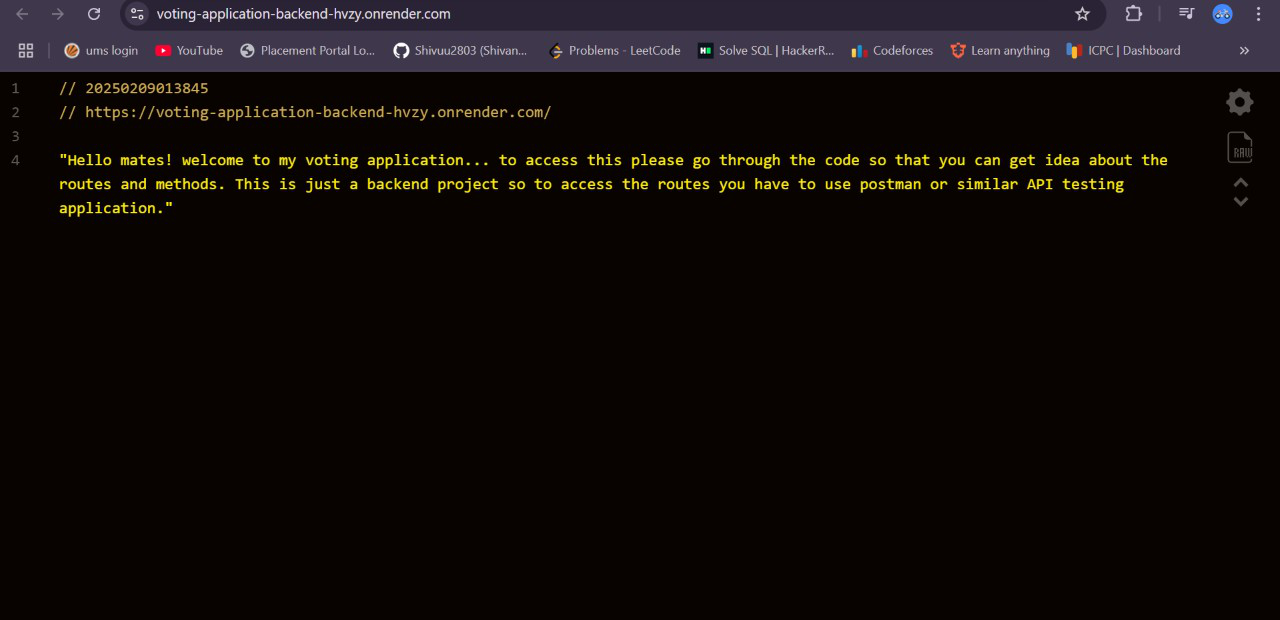 voting-application-backend-hvzy.onrender.com
ums login YouTube Placement Portal Lo... Shivuu2803 (Shivan... Problems - LeetCode Solve SQL | HackerR... Codeforces Learn anything ICPC | Dashboard »
1 // 20250209013845
2 // https://voting-application-backend-hvzy.onrender.com/
3
4 "Hello mates! welcome to my voting application... to access this please go through the code so that you can get idea about the
routes and methods. This is just a backend project so to access the routes you have to use postman or similar API testing
application."
RAW